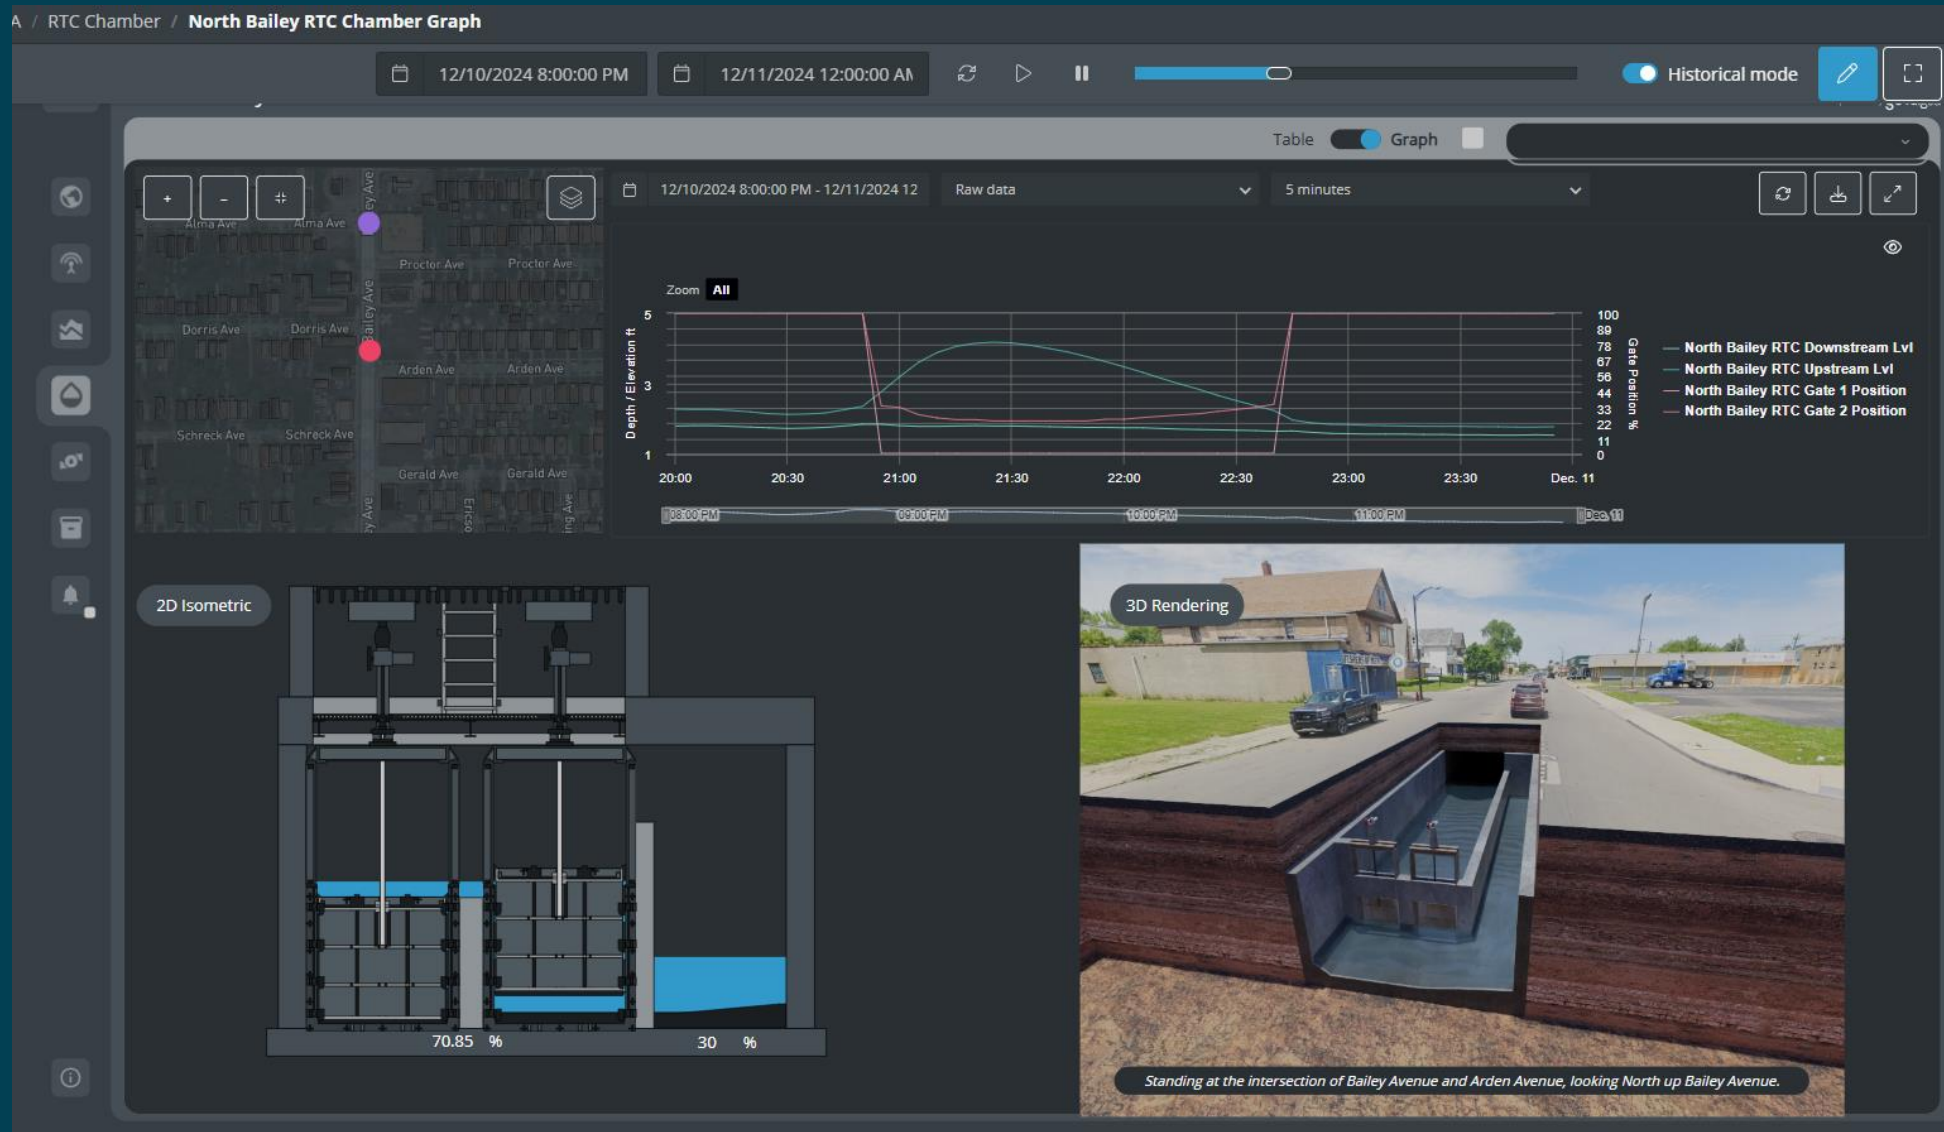 A / RTC Chamber / North Bailey RTC Chamber Graph
12/10/2024 8:00:00 PM
12/11/2024 12:00:00 AM
Historical mode
Table
Graph
12/10/2024 8:00:00 PM - 12/11/2024 12
Raw data
5 minutes
+
-
Alma Ave
Alma Ave
Proctor Ave
Proctor Ave
Bailey Ave
Dorris Ave
Dorris Ave
Arden Ave
Arden Ave
Schreck Ave
Schreck Ave
Gerald Ave
Gerald Ave
Zoom All
Depth / Elevation ft
5
3
1
100
89
78
67
56
44
33
22
11
0
Gate Position %
20:00
20:30
21:00
21:30
22:00
22:30
23:00
23:30
Dec. 11
08:00 PM
09:00 PM
10:00 PM
11:00 PM
Dec. 11
North Bailey RTC Downstream Lvl
North Bailey RTC Upstream Lvl
North Bailey RTC Gate 1 Position
North Bailey RTC Gate 2 Position
2D Isometric
70.85 %
30 %
3D Rendering
Standing at the intersection of Bailey Avenue and Arden Avenue, looking North up Bailey Avenue.